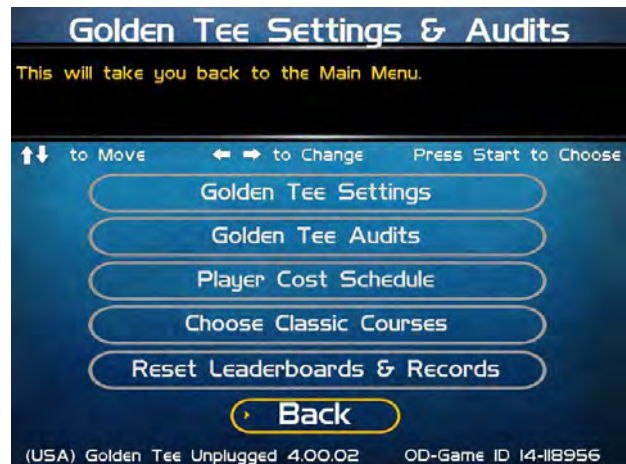 Golden Tee Settings & Audits
This will take you back to the Main Menu.
↑↓ to Move ← → to Change Press Start to Choose
Golden Tee Settings
Golden Tee Audits
Player Cost Schedule
Choose Classic Courses
Reset Leaderboards & Records
Back
(USA) Golden Tee Unplugged 4.00.02 OD-Game ID 14-118956